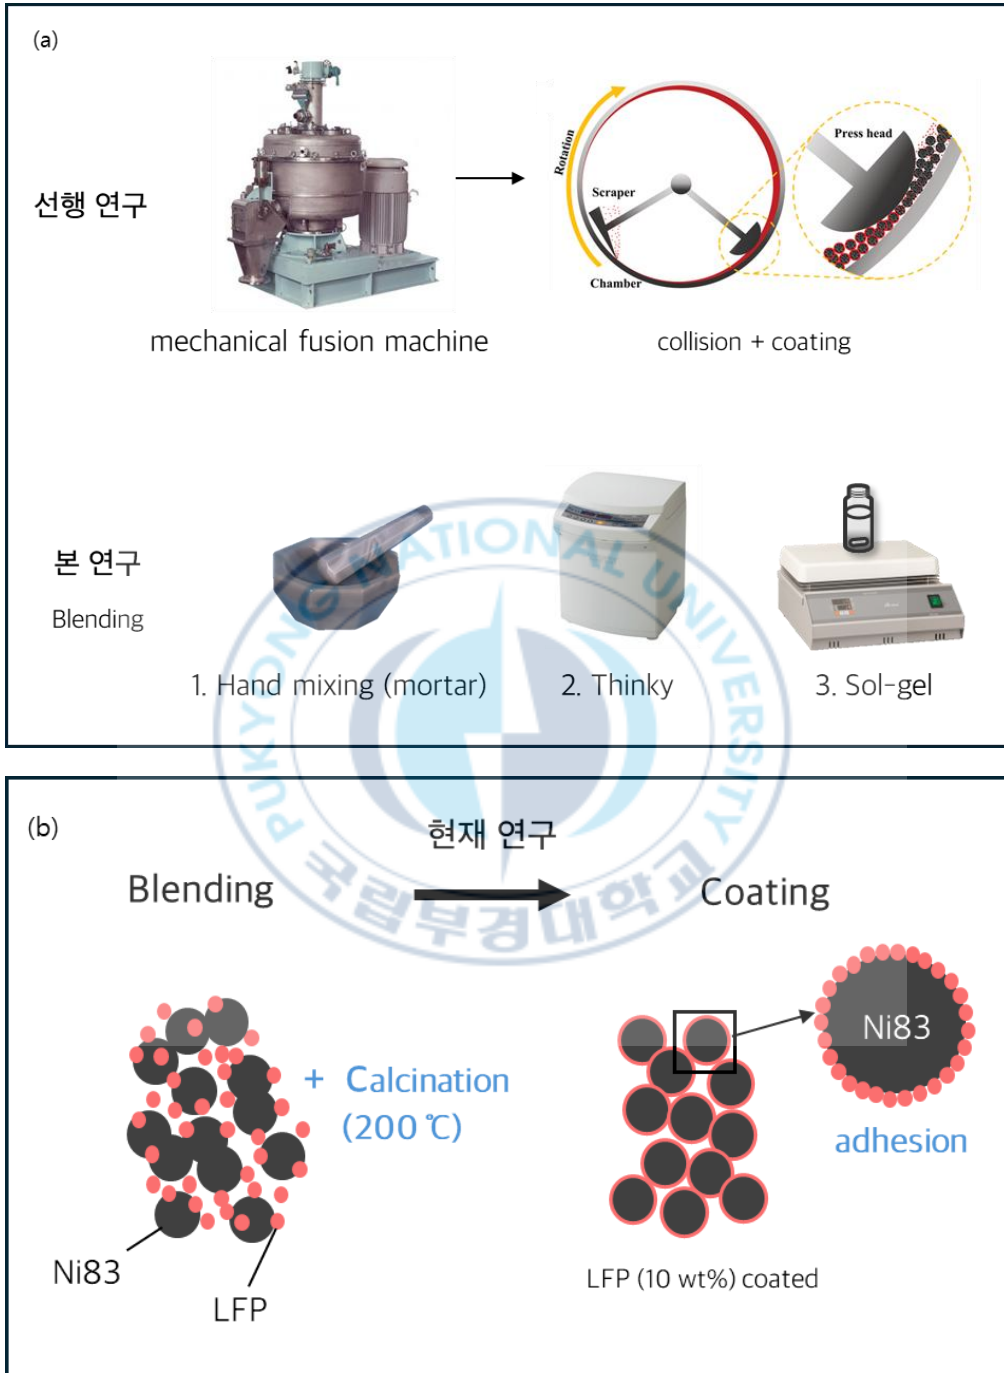 (a)
Rotation
Press head
Scraper
선행 연구
Chamber
mechanical fusion machine
collision + coating
본 연구
Blending
1. Hand mixing (mortar)
2. Thinky
3. Sol-gel
PUKYONG NATIONAL UNIVERSITY
국립부경대학교
(b)
현재 연구
Blending
Coating
Ni83
+ Calcination
(200 ℃)
adhesion
Ni83
LFP
LFP (10 wt%) coated